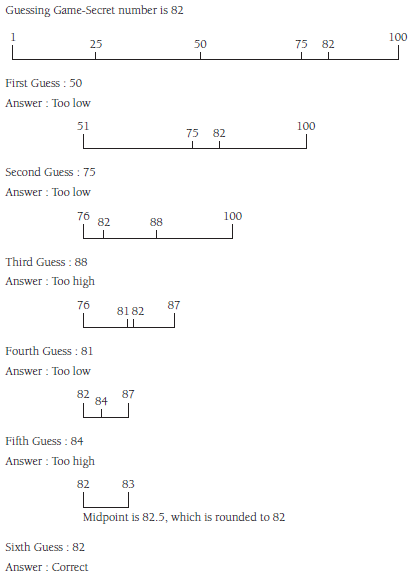 Guessing Game-Secret number is 82
1 25 50 75 82 100
First Guess : 50
Answer : Too low
51 75 82 100
Second Guess : 75
Answer : Too low
76 82 88 100
Third Guess : 88
Answer : Too high
76 81 82 87
Fourth Guess : 81
Answer : Too low
82 84 87
Fifth Guess : 84
Answer : Too high
82 83
Midpoint is 82.5, which is rounded to 82
Sixth Guess : 82
Answer : Correct